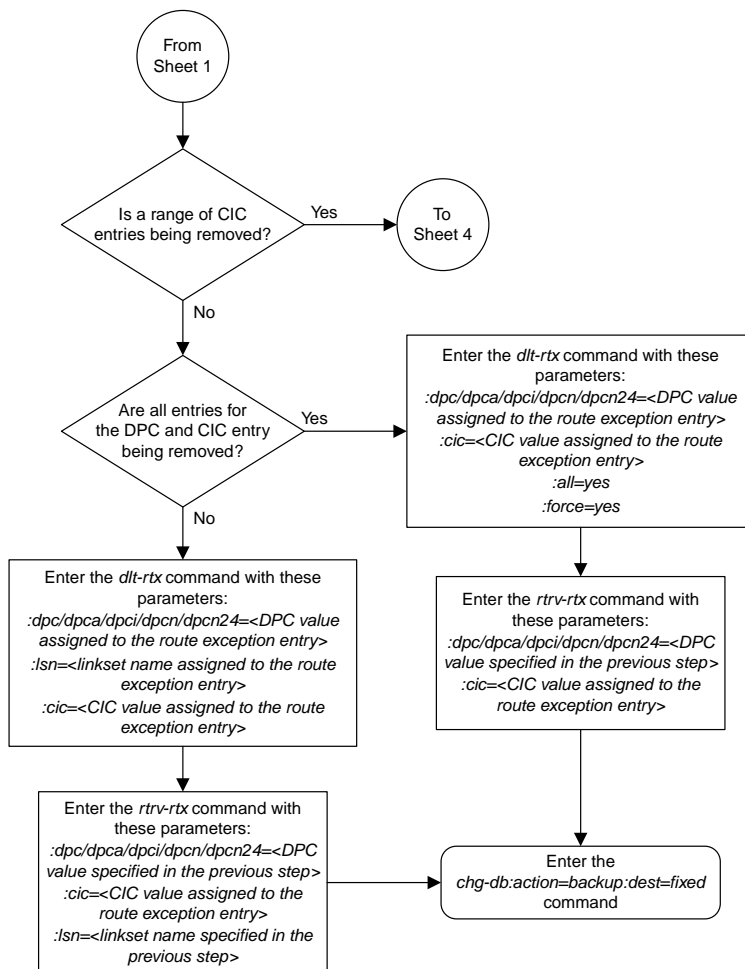 From
Sheet 1
Is a range of CIC
entries being removed?
Yes
To
Sheet 4
No
Are all entries for
the DPC and CIC entry
being removed?
Yes
Enter the dlt-rtx command with these
parameters:
:dpc/dpca/dpci/dpcn/dpcn24=<DPC value
assigned to the route exception entry>
:cic=<CIC value assigned to the route
exception entry>
:all=yes
:force=yes
No
Enter the dlt-rtx command with these
parameters:
:dpc/dpca/dpci/dpcn/dpcn24=<DPC value
assigned to the route exception entry>
:lsn=<linkset name assigned to the route
exception entry>
:cic=<CIC value assigned to the route
exception entry>
Enter the rtrv-rtx command with
these parameters:
:dpc/dpca/dpci/dpcn/dpcn24=<DPC
value specified in the previous step>
:cic=<CIC value assigned to the
route exception entry>
Enter the rtrv-rtx command with
these parameters:
:dpc/dpca/dpci/dpcn/dpcn24=<DPC
value specified in the previous step>
:cic=<CIC value assigned to the
route exception entry>
:lsn=<linkset name specified in the
previous step>
Enter the
chg-db:action=backup:dest=fixed
command